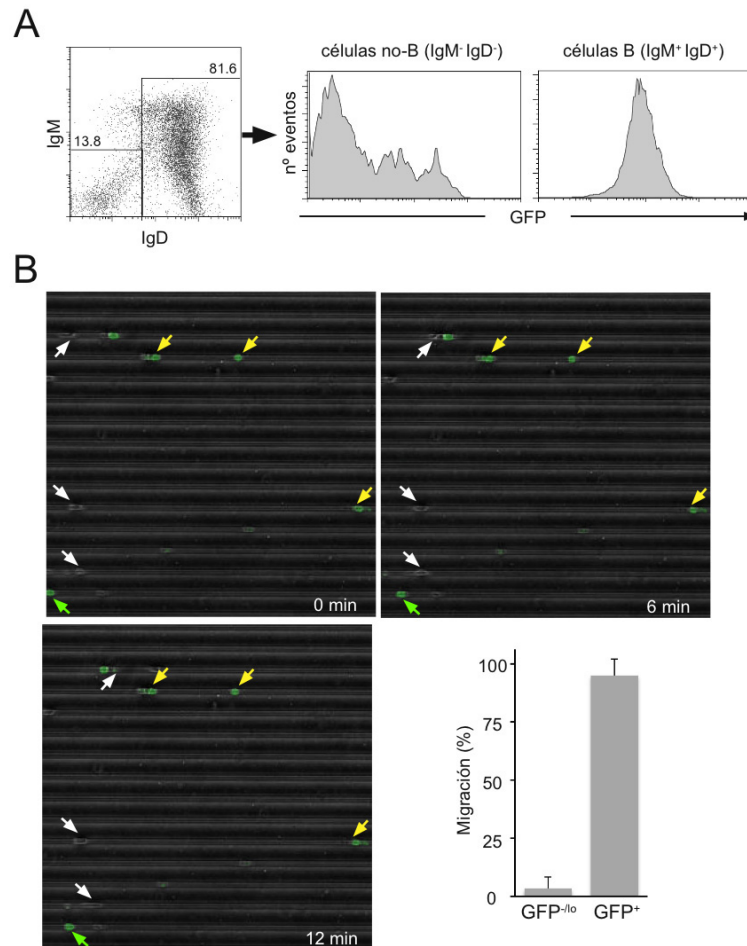 A
células no-B (IgM- IgD-)
células B (IgM+ IgD+)
81.6
13.8
IgM
IgD
nº eventos
GFP
B
0 min
6 min
12 min
100
75
50
25
0
Migración (%)
GFP-/lo
GFP+